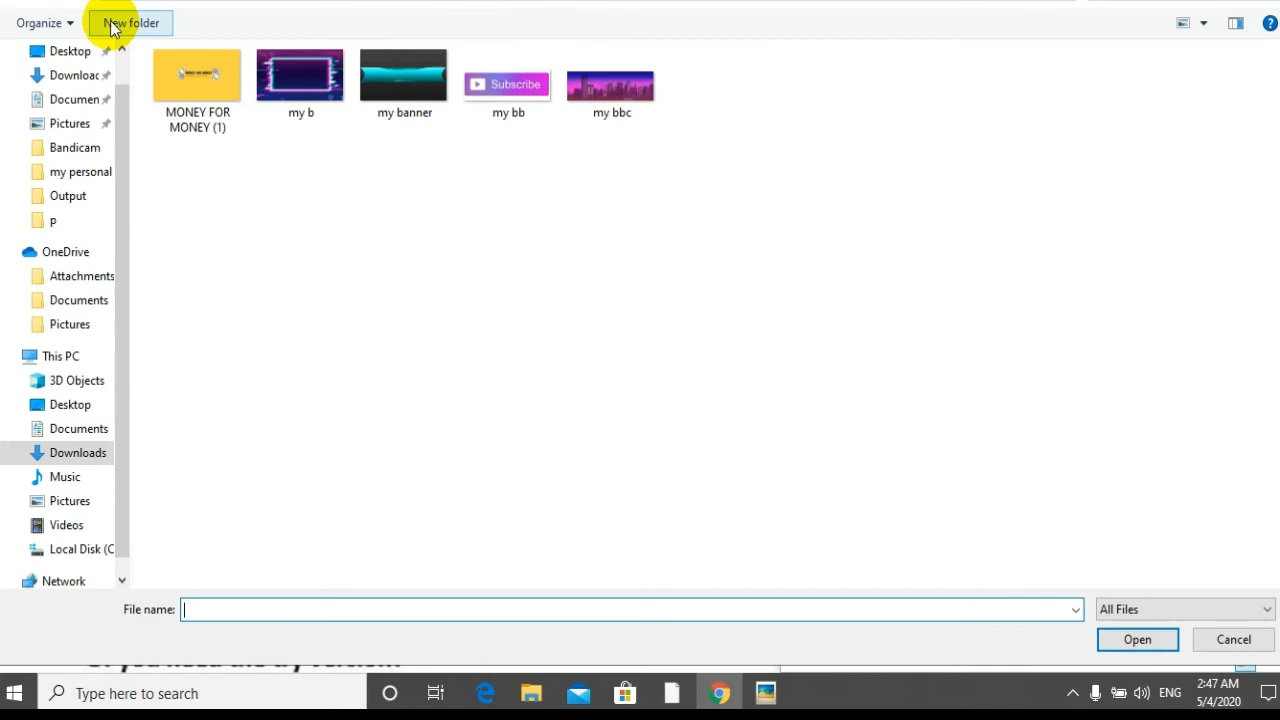 Organize
New folder
Desktop
Downloac
Documen
Pictures
Bandicam
my personal
Output
p
OneDrive
Attachments
Documents
Pictures
This PC
3D Objects
Desktop
Documents
Downloads
Music
Pictures
Videos
Local Disk (C
Network
MONEY FOR
MONEY (1)
my b
my banner
Subscribe
my bb
my bbc
File name:
All Files
Open
Cancel
Type here to search
ENG
2:47 AM
5/4/2020